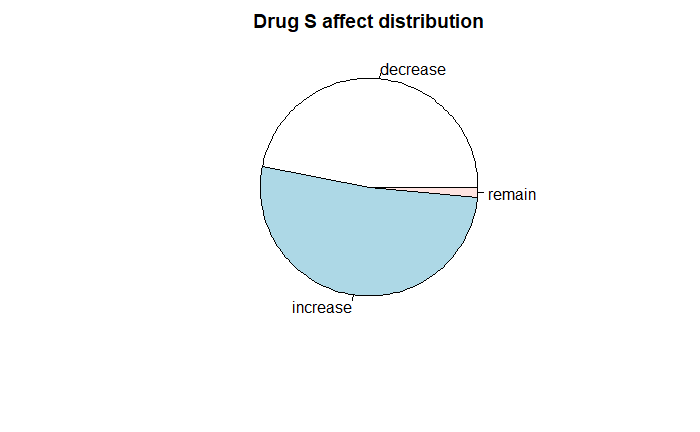 Drug S affect distribution
decrease
remain
increase